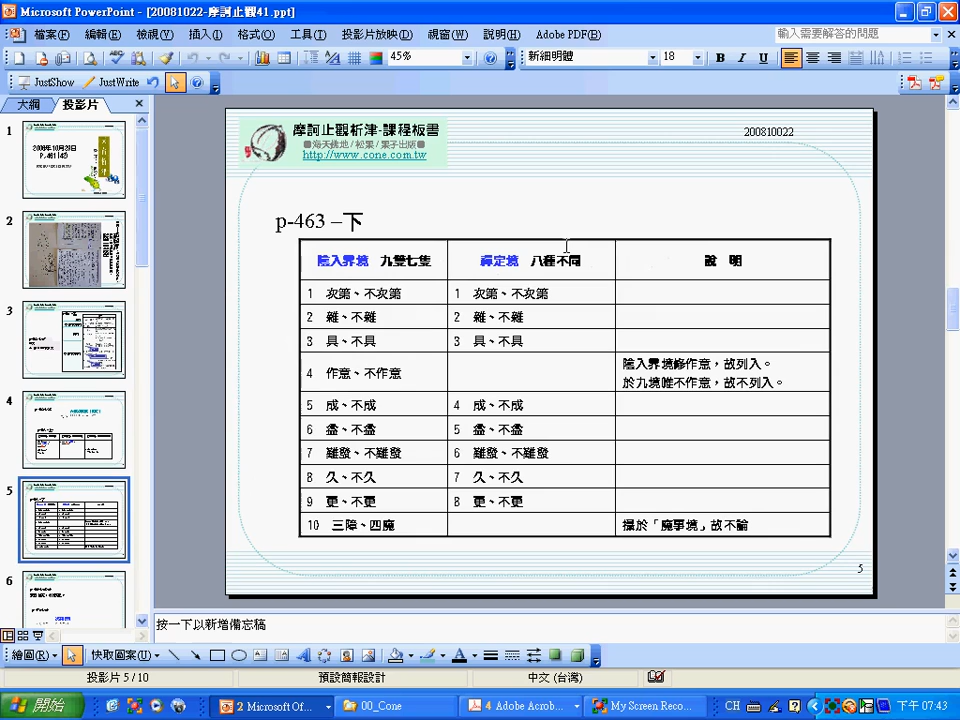 Microsoft PowerPoint - [20081022-摩訶止觀41.ppt]
檔案(F) 編輯(E) 檢視(V) 插入(I) 格式(O) 工具(T) 投影片放映(D) 視窗(W) 說明(H) Adobe PDF(B) 輸入需要解答的問題
45% 新細明體 18 B I U
JustShow JustWrite
大綱 投影片
1
2
3
4
5
6
摩訶止觀析津-課程板書
■海天佛地/松果/果子出版■
http://www.cone.com.tw
200810022
p-463 –下
陰入界境 九雙七隻 禪定境 八種不同 說 明
1 次第、不次第 1 次第、不次第
2 雜、不雜 2 雜、不雜
3 具、不具 3 具、不具
4 作意、不作意 陰入界境修作意，故列入。
於九境唯不作意，故不列入。
5 成、不成 4 成、不成
6 盡、不盡 5 盡、不盡
7 難發、不難發 6 難發、不難發
8 久、不久 7 久、不久
9 更、不更 8 更、不更
10 三障、四魔 攝於「魔事境」故不論
5
按一下以新增備忘稿
繪圖(R) 快取圖案(U)
投影片 5 / 10 預設簡報設計 中文 (台灣)
開始 2 Microsoft Of... 00_Cone 4 Adobe Acrob... My Screen Reco... CH 下午 07:43